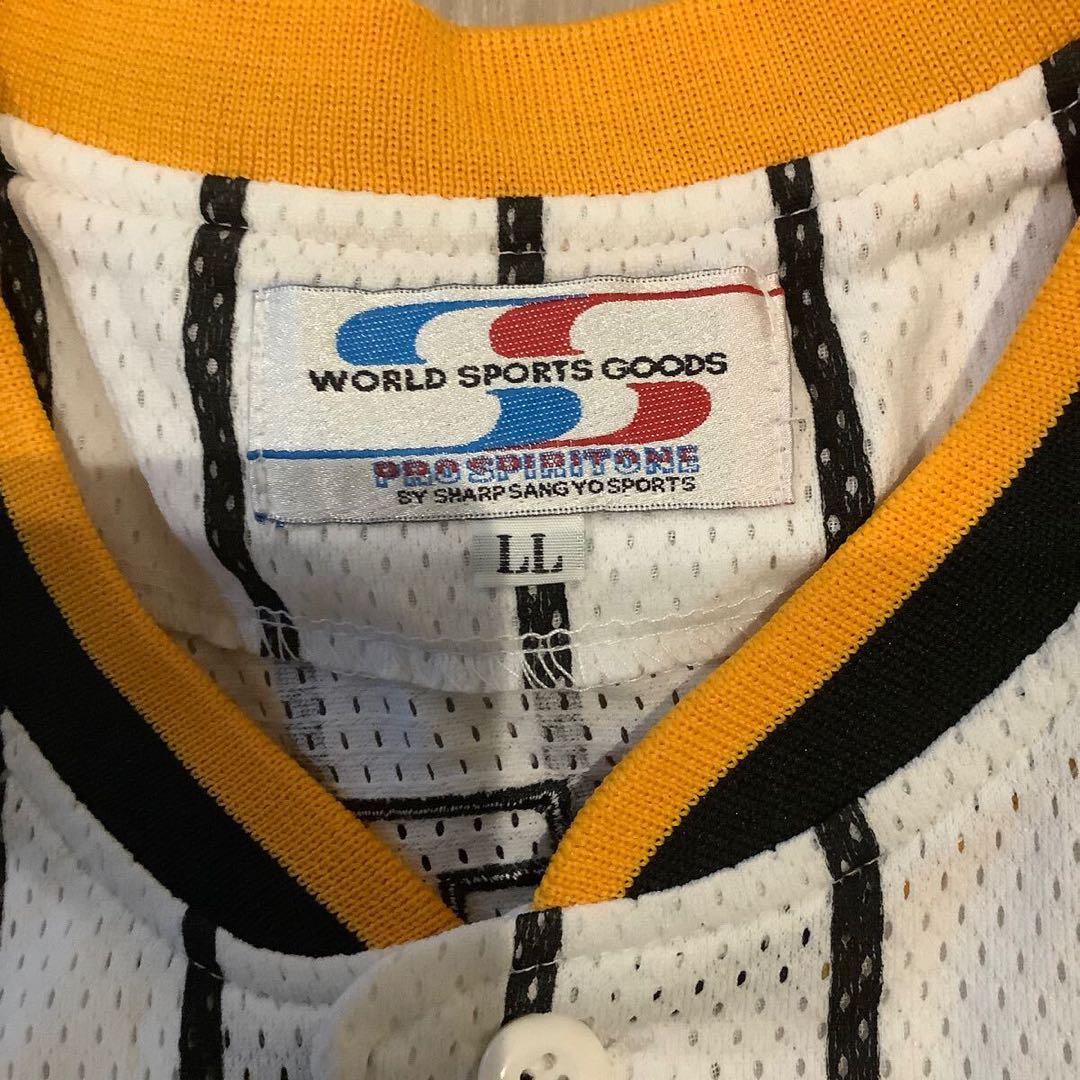 WORLD SPORTS GOODS
PRO SPIRITONE
BY SHARP SANGYO SPORTS
LL